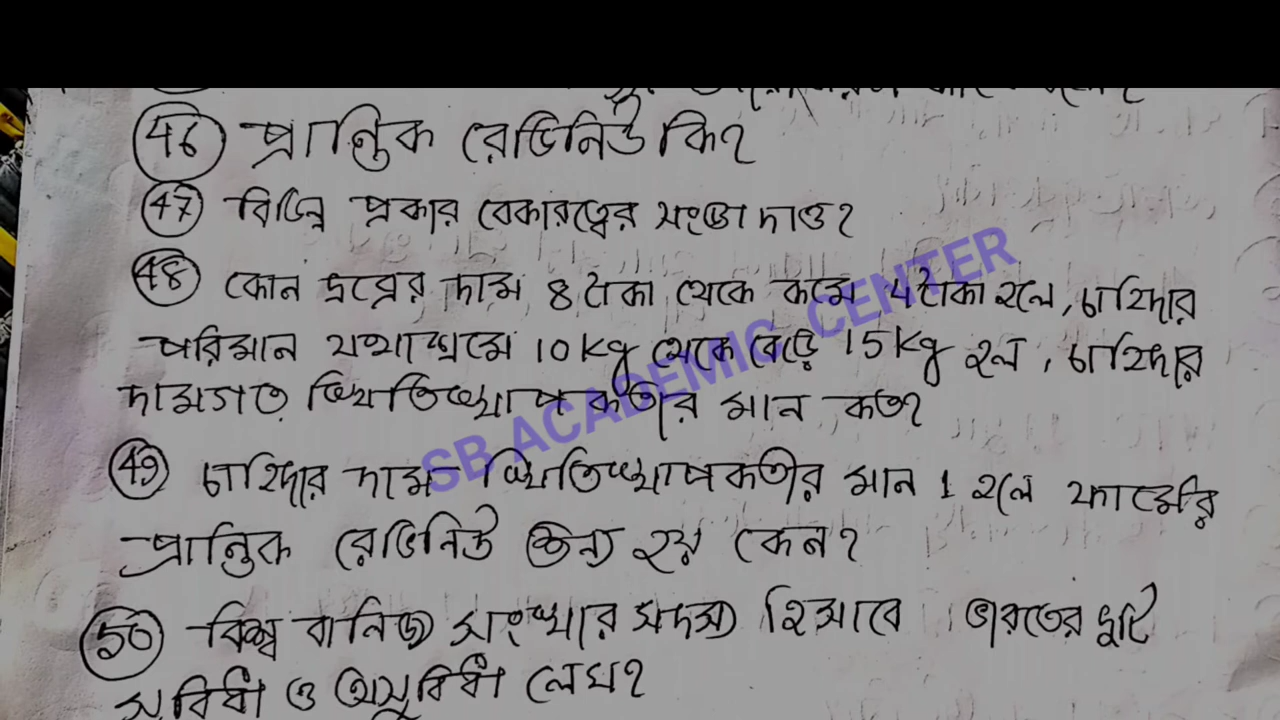 46 প্রান্তিক রেভিনিউ কি?
47 বিভিন্ন প্রকার বেকারত্বের সংজ্ঞা দাও?
48 কোন দ্রব্যের দাম 8 টাকা থেকে কমে 4 টাকা হলে, চাহিদার
পরিমান যথাক্রমে 10 kg থেকে বেড়ে 15 kg হল, চাহিদার
দামগত স্থিতিস্থাপকতার মান কত?
49 চাহিদার দাম স্থিতিস্থাপকতার মান 1 হলে ফার্মের
প্রান্তিক রেভিনিউ শুন্য হয় কেন?
50 বিশ্ব বানিজ্য সংস্থার সদস্য হিসাবে ভারতের দুটি
সুবিধা ও অসুবিধা লেখ?
SB ACADEMIC CENTER